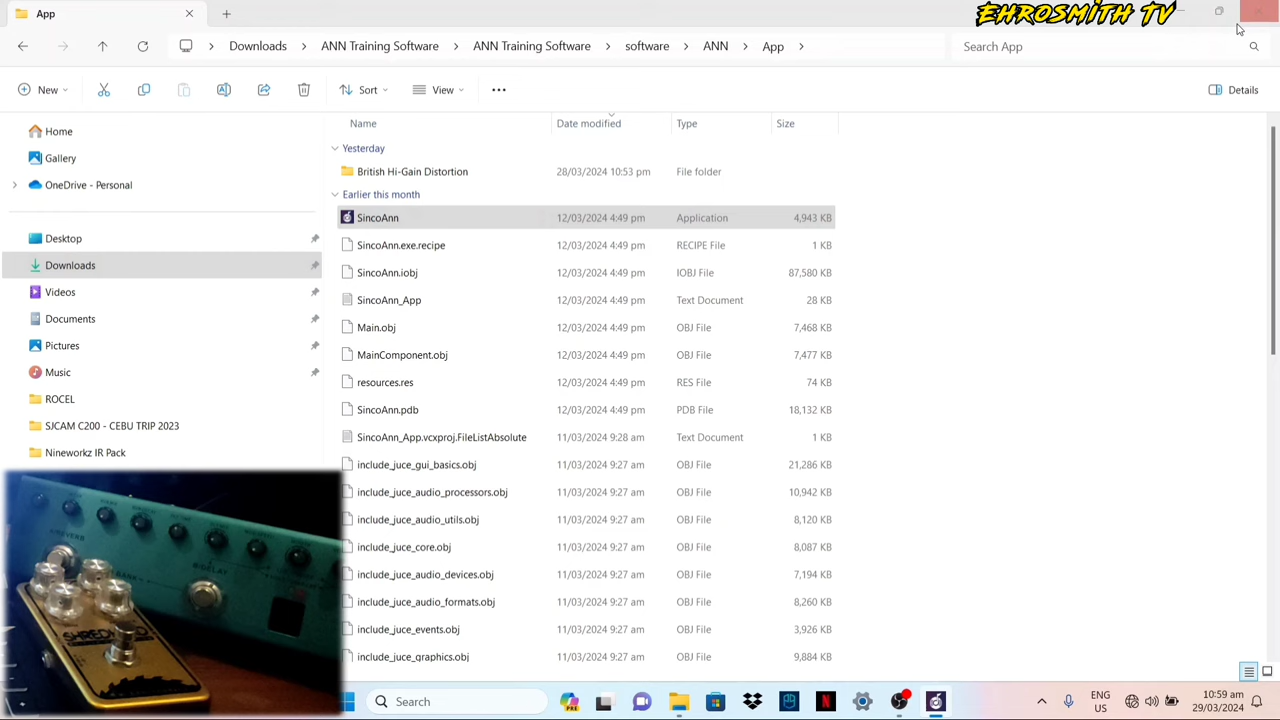 App
EHROSMITH TV
Downloads ANN Training Software ANN Training Software software ANN App
Search App
New
Sort
View
Details
Home
Gallery
OneDrive - Personal
Desktop
Downloads
Videos
Documents
Pictures
Music
ROCEL
SJCAM C200 - CEBU TRIP 2023
Nineworkz IR Pack
Name Date modified Type Size
Yesterday
British Hi-Gain Distortion 28/03/2024 10:53 pm File folder
Earlier this month
SincoAnn 12/03/2024 4:49 pm Application 4,943 KB
SincoAnn.exe.recipe 12/03/2024 4:49 pm RECIPE File 1 KB
SincoAnn.iobj 12/03/2024 4:49 pm IOBJ File 87,580 KB
SincoAnn_App 12/03/2024 4:49 pm Text Document 28 KB
Main.obj 12/03/2024 4:49 pm OBJ File 7,468 KB
MainComponent.obj 12/03/2024 4:49 pm OBJ File 7,477 KB
resources.res 12/03/2024 4:49 pm RES File 74 KB
SincoAnn.pdb 12/03/2024 4:49 pm PDB File 18,132 KB
SincoAnn_App.vcxproj.FileListAbsolute 11/03/2024 9:28 am Text Document 1 KB
include_juce_gui_basics.obj 11/03/2024 9:27 am OBJ File 21,286 KB
include_juce_audio_processors.obj 11/03/2024 9:27 am OBJ File 10,942 KB
include_juce_audio_utils.obj 11/03/2024 9:27 am OBJ File 8,120 KB
include_juce_core.obj 11/03/2024 9:27 am OBJ File 8,087 KB
include_juce_audio_devices.obj 11/03/2024 9:27 am OBJ File 7,194 KB
include_juce_audio_formats.obj 11/03/2024 9:27 am OBJ File 8,260 KB
include_juce_events.obj 11/03/2024 9:27 am OBJ File 3,926 KB
include_juce_graphics.obj 11/03/2024 9:27 am OBJ File 9,884 KB
Search
ENG
US
10:59 am
29/03/2024